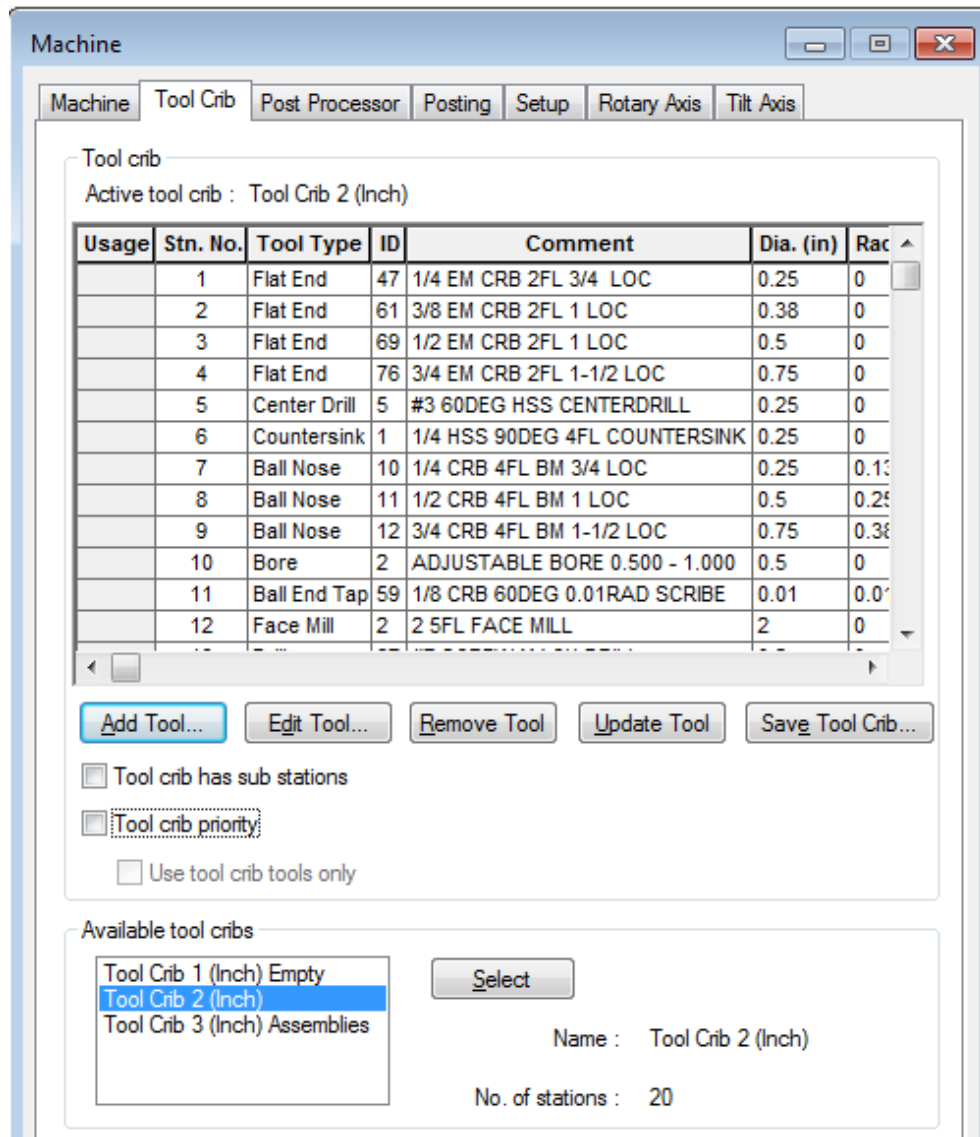 Machine
Machine Tool Crib Post Processor Posting Setup Rotary Axis Tilt Axis
Tool crib
Active tool crib : Tool Crib 2 (Inch)
Usage Stn. No. Tool Type ID Comment Dia. (in) Rad
1 Flat End 47 1/4 EM CRB 2FL 3/4 LOC 0.25 0
2 Flat End 61 3/8 EM CRB 2FL 1 LOC 0.38 0
3 Flat End 69 1/2 EM CRB 2FL 1 LOC 0.5 0
4 Flat End 76 3/4 EM CRB 2FL 1-1/2 LOC 0.75 0
5 Center Drill 5 #3 60DEG HSS CENTERDRILL 0.25 0
6 Countersink 1 1/4 HSS 90DEG 4FL COUNTERSINK 0.25 0
7 Ball Nose 10 1/4 CRB 4FL BM 3/4 LOC 0.25 0.13
8 Ball Nose 11 1/2 CRB 4FL BM 1 LOC 0.5 0.25
9 Ball Nose 12 3/4 CRB 4FL BM 1-1/2 LOC 0.75 0.38
10 Bore 2 ADJUSTABLE BORE 0.500 - 1.000 0.5 0
11 Ball End Tap 59 1/8 CRB 60DEG 0.01RAD SCRIBE 0.01 0.01
12 Face Mill 2 2 5FL FACE MILL 2 0
Add Tool... Edit Tool... Remove Tool Update Tool Save Tool Crib...
Tool crib has sub stations
Tool crib priority
Use tool crib tools only
Available tool cribs
Tool Crib 1 (Inch) Empty
Tool Crib 2 (Inch)
Tool Crib 3 (Inch) Assemblies
Select
Name : Tool Crib 2 (Inch)
No. of stations : 20